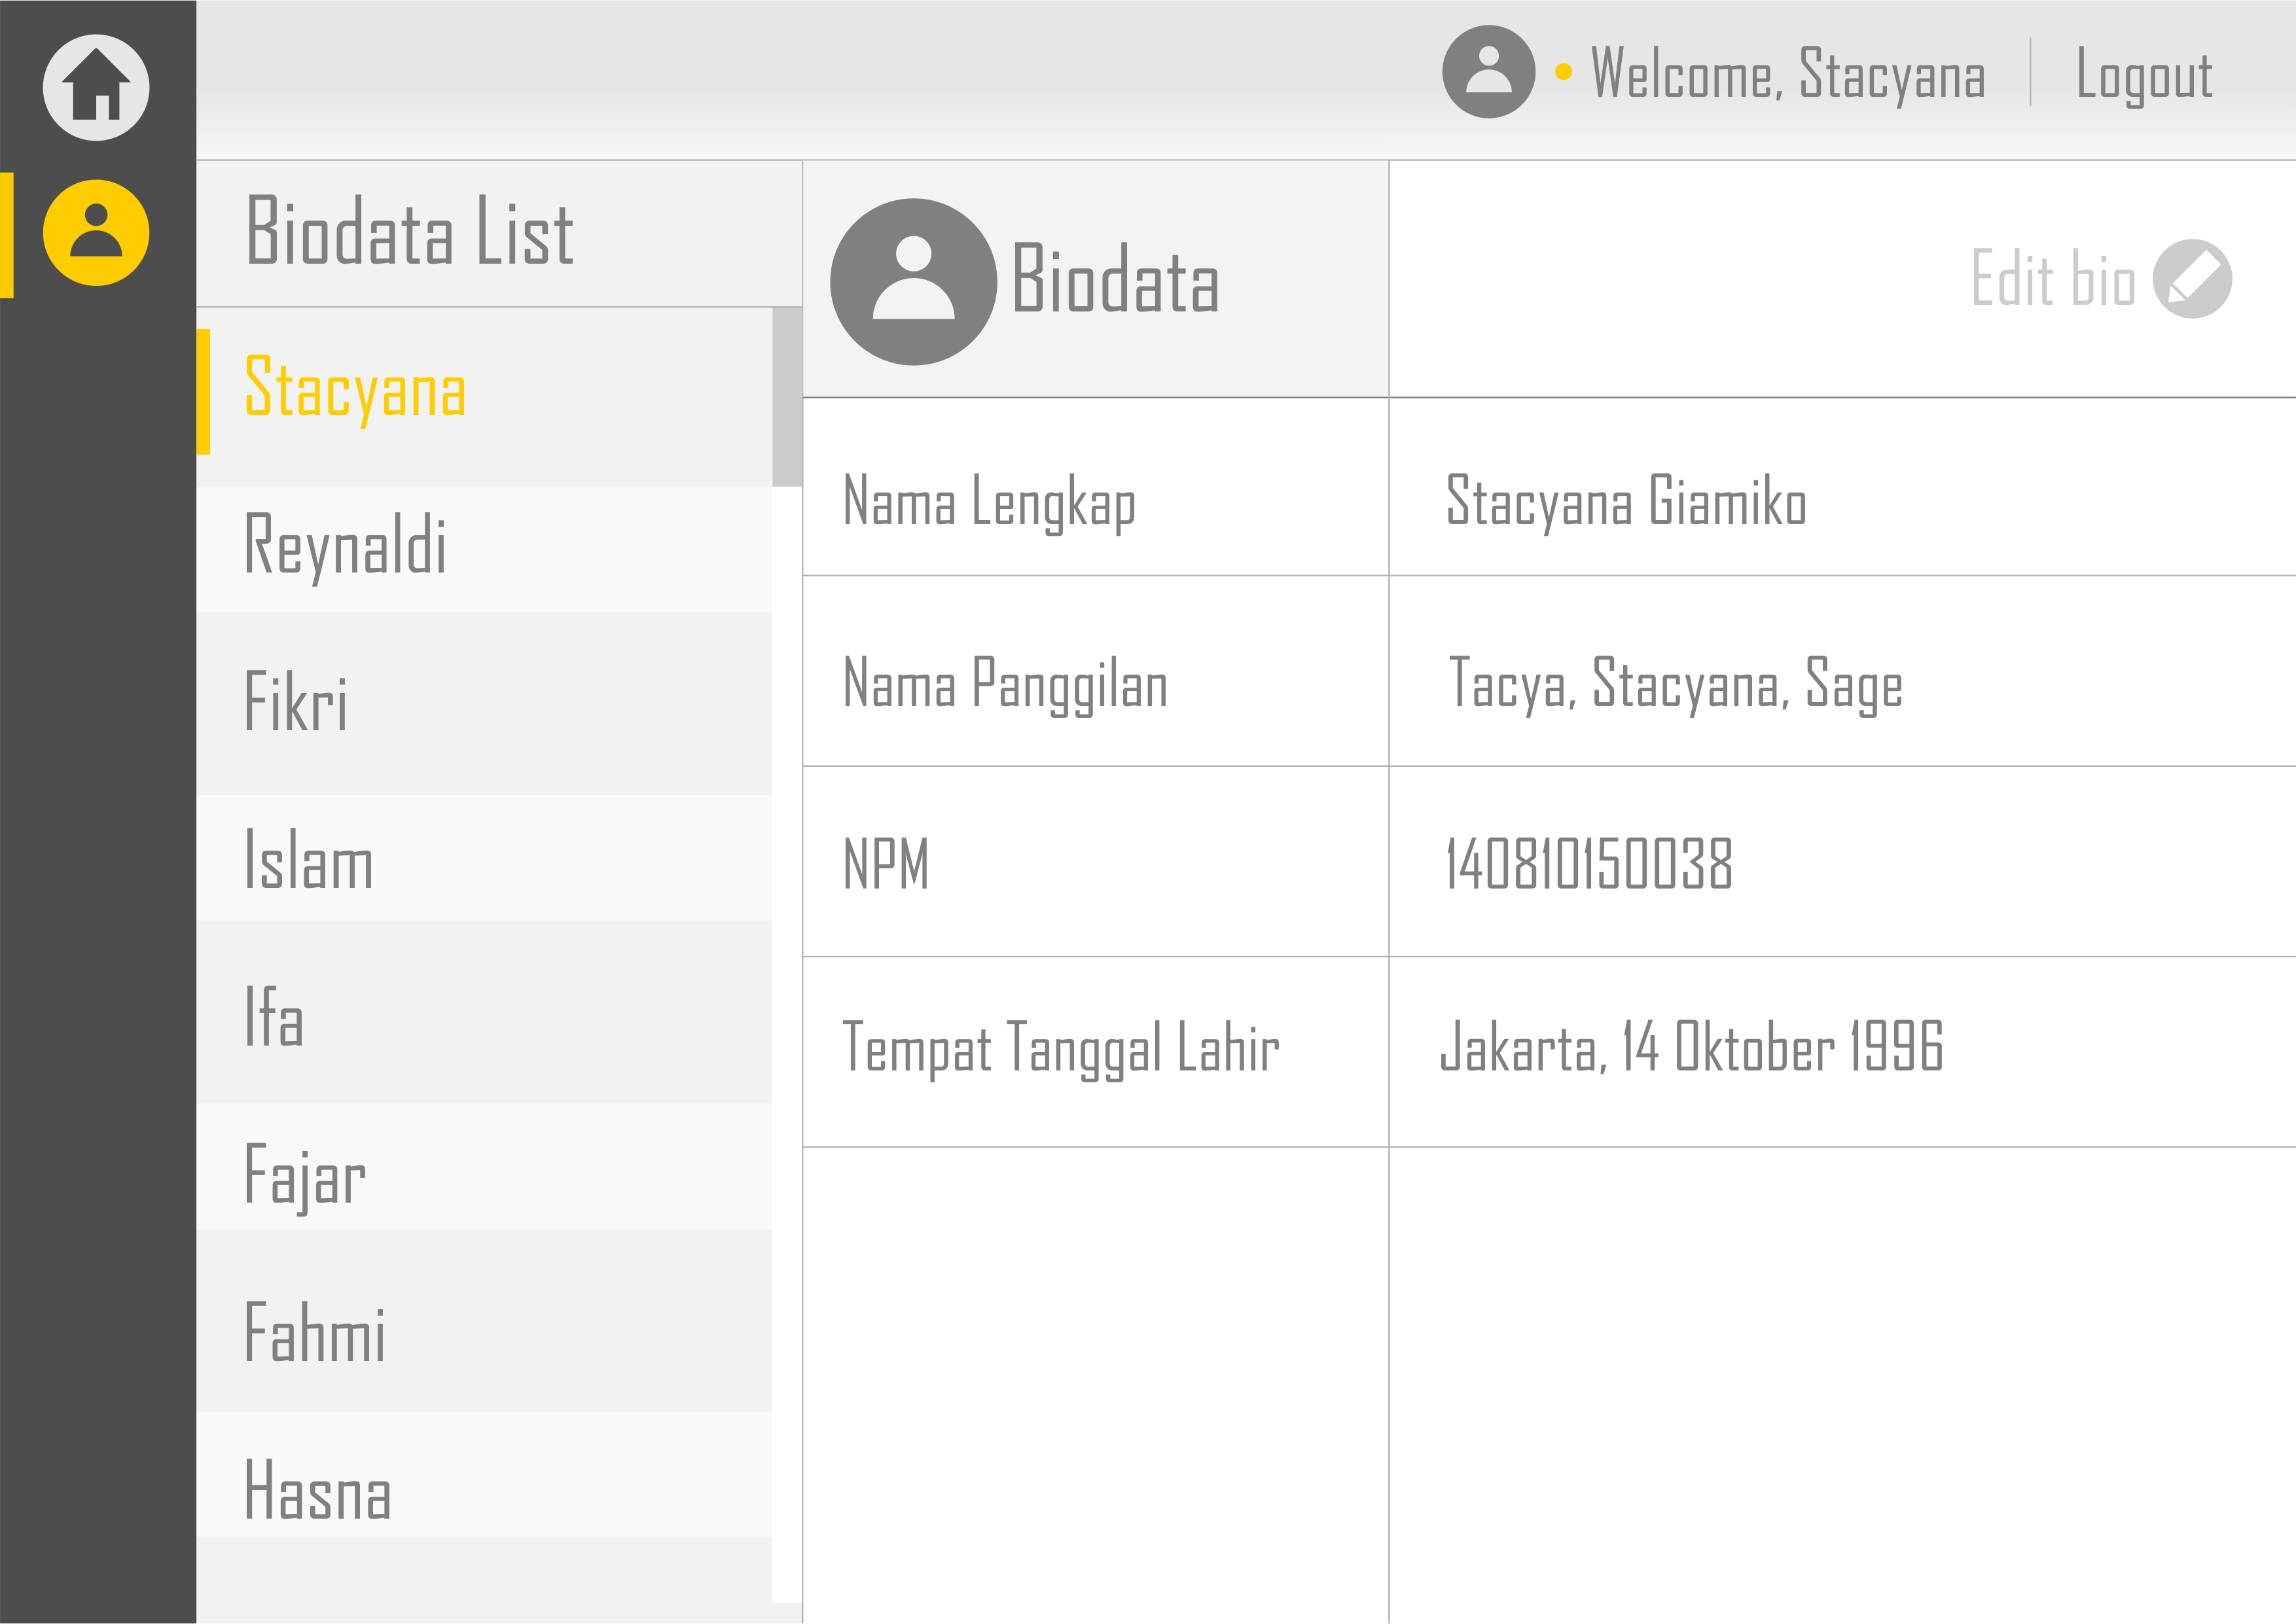 Welcome, Stacyana
Logout
Biodata List
Stacyana
Reynaldi
Fikri
Islam
Ifa
Fajar
Fahmi
Hasna
Biodata
Edit bio
Nama Lengkap
Stacyana Giamiko
Nama Panggilan
Tacya, Stacyana, Sage
NPM
140810150038
Tempat Tanggal Lahir
Jakarta, 14 Oktober 1996